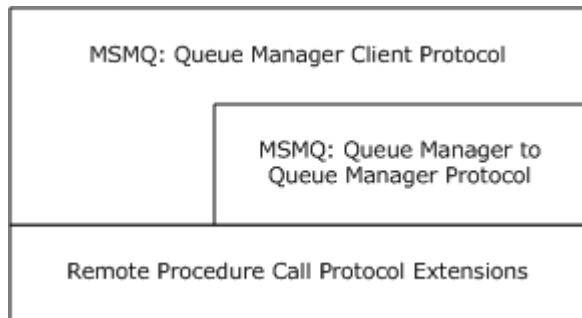 MSMQ: Queue Manager Client Protocol
MSMQ: Queue Manager to
Queue Manager Protocol
Remote Procedure Call Protocol Extensions